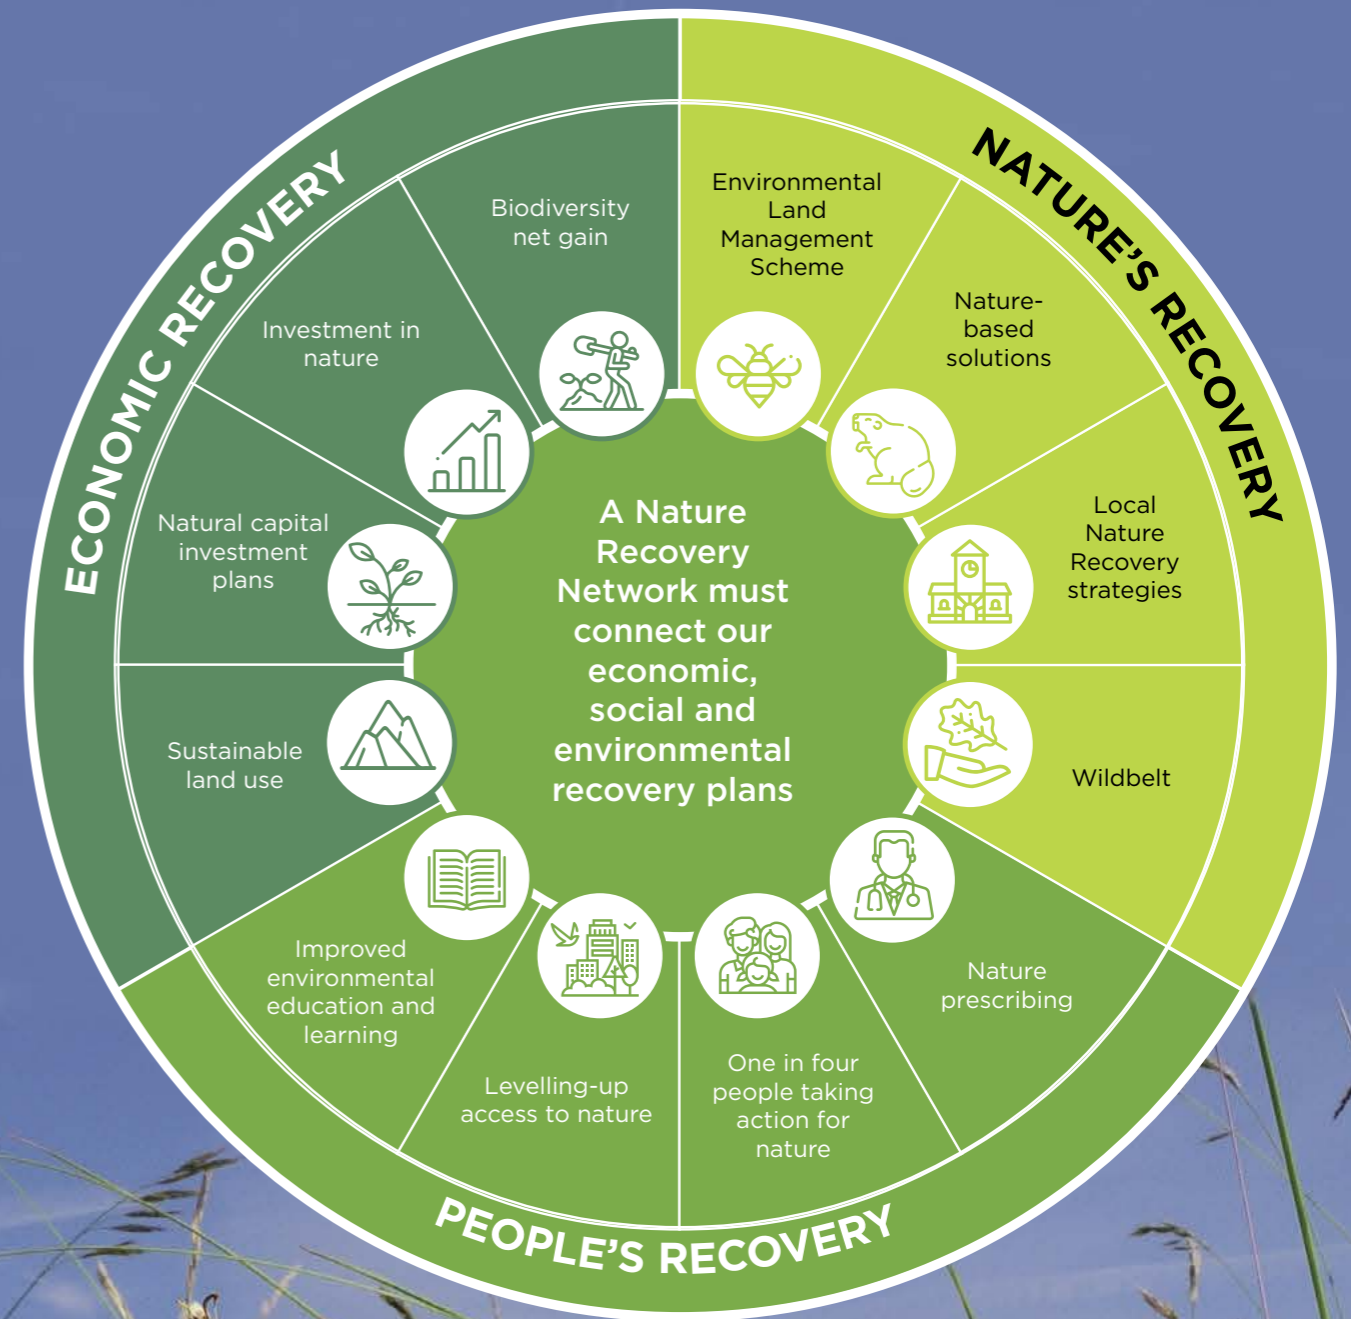 ECONOMIC RECOVERY
NATURE'S RECOVERY
PEOPLE'S RECOVERY
Biodiversity
net gain
Environmental
Land
Management
Scheme
Nature-
based
solutions
Local
Nature
Recovery
strategies
Wildbelt
Nature
prescribing
One in four
people taking
action for
nature
Levelling-up
access to nature
Improved
environmental
education and
learning
Sustainable
land use
Natural capital
investment
plans
Investment in
nature
A Nature
Recovery
Network must
connect our
economic,
social and
environmental
recovery plans